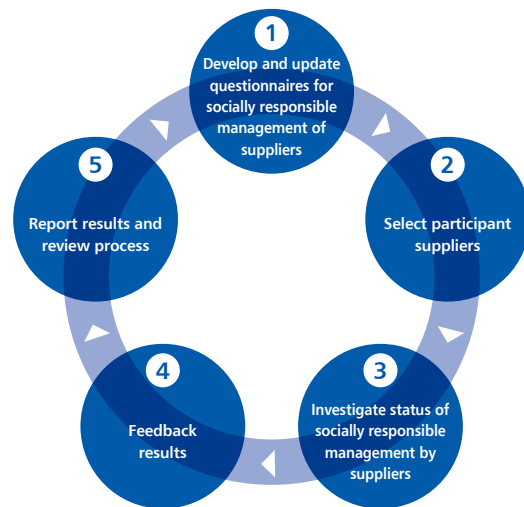 1
Develop and update
questionnaires for
socially responsible
management of
suppliers
2
Select participant
suppliers
3
Investigate status of
socially responsible
management by
suppliers
4
Feedback
results
5
Report results and
review process